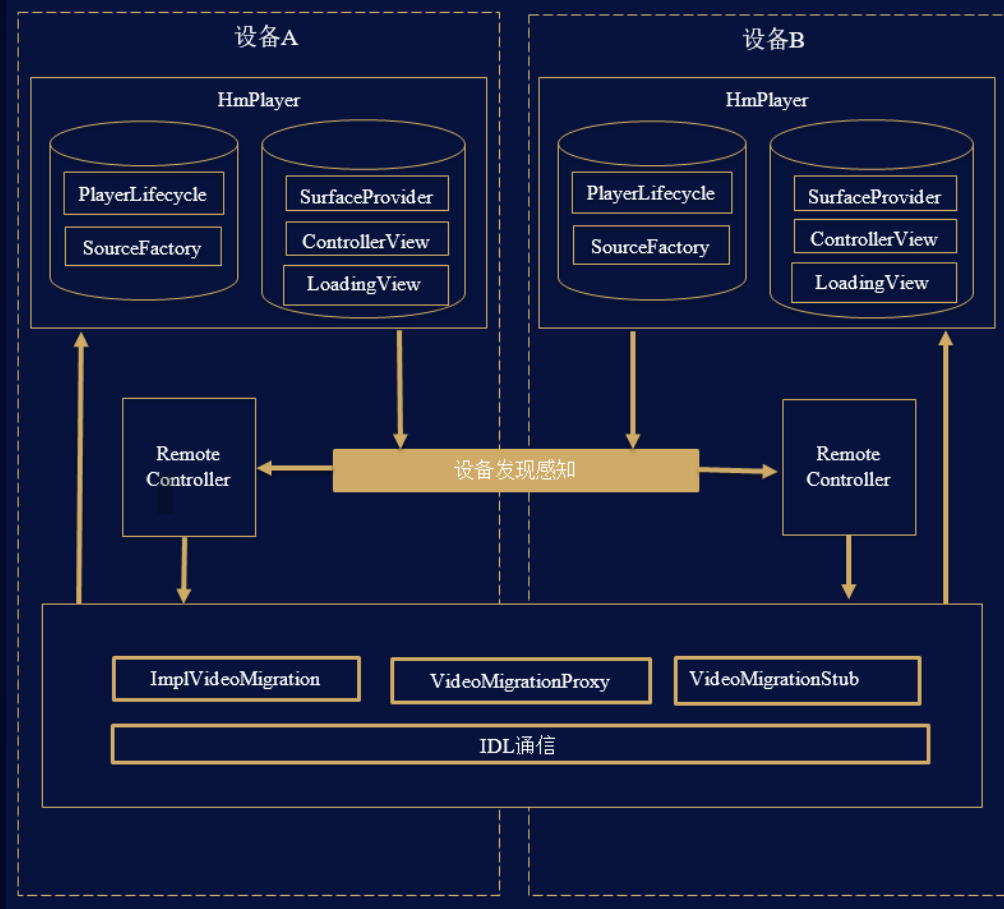 设备A
HmPlayer
PlayerLifecycle
SourceFactory
SurfaceProvider
ControllerView
LoadingView
设备B
HmPlayer
PlayerLifecycle
SourceFactory
SurfaceProvider
ControllerView
LoadingView
Remote
Controller
设备发现感知
Remote
Controller
ImplVideoMigration
VideoMigrationProxy
VideoMigrationStub
IDL通信